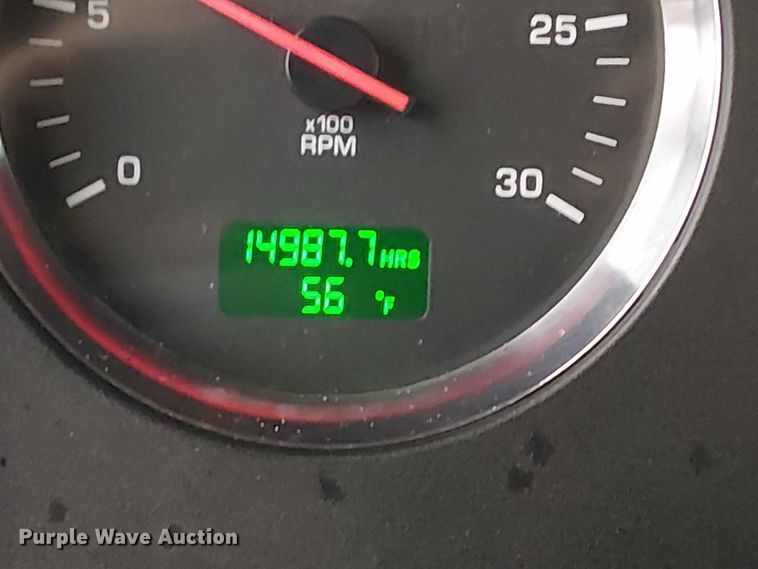 5
25
x100
RPM
0
30
14987.7 HRS
56 °F
Purple Wave Auction